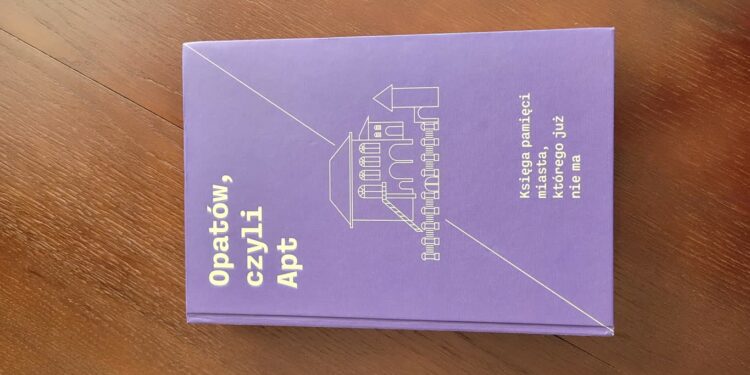 Opatów,
czyli
Apt
Księga pamięci
miasta,
którego już
nie ma